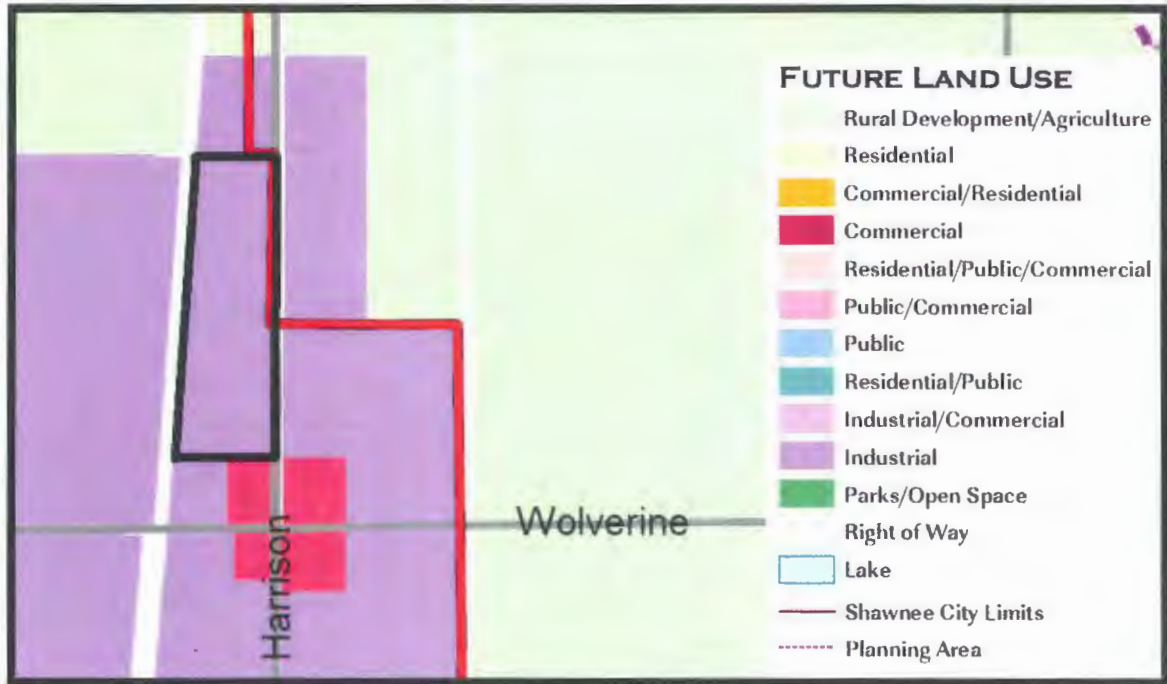 FUTURE LAND USE
Rural Development/Agriculture
Residential
Commercial/Residential
Commercial
Residential/Public/Commercial
Public/Commercial
Public
Residential/Public
Industrial/Commercial
Industrial
Parks/Open Space
Right of Way
Lake
Shawnee City Limits
Planning Area
Wolverine
Harrison